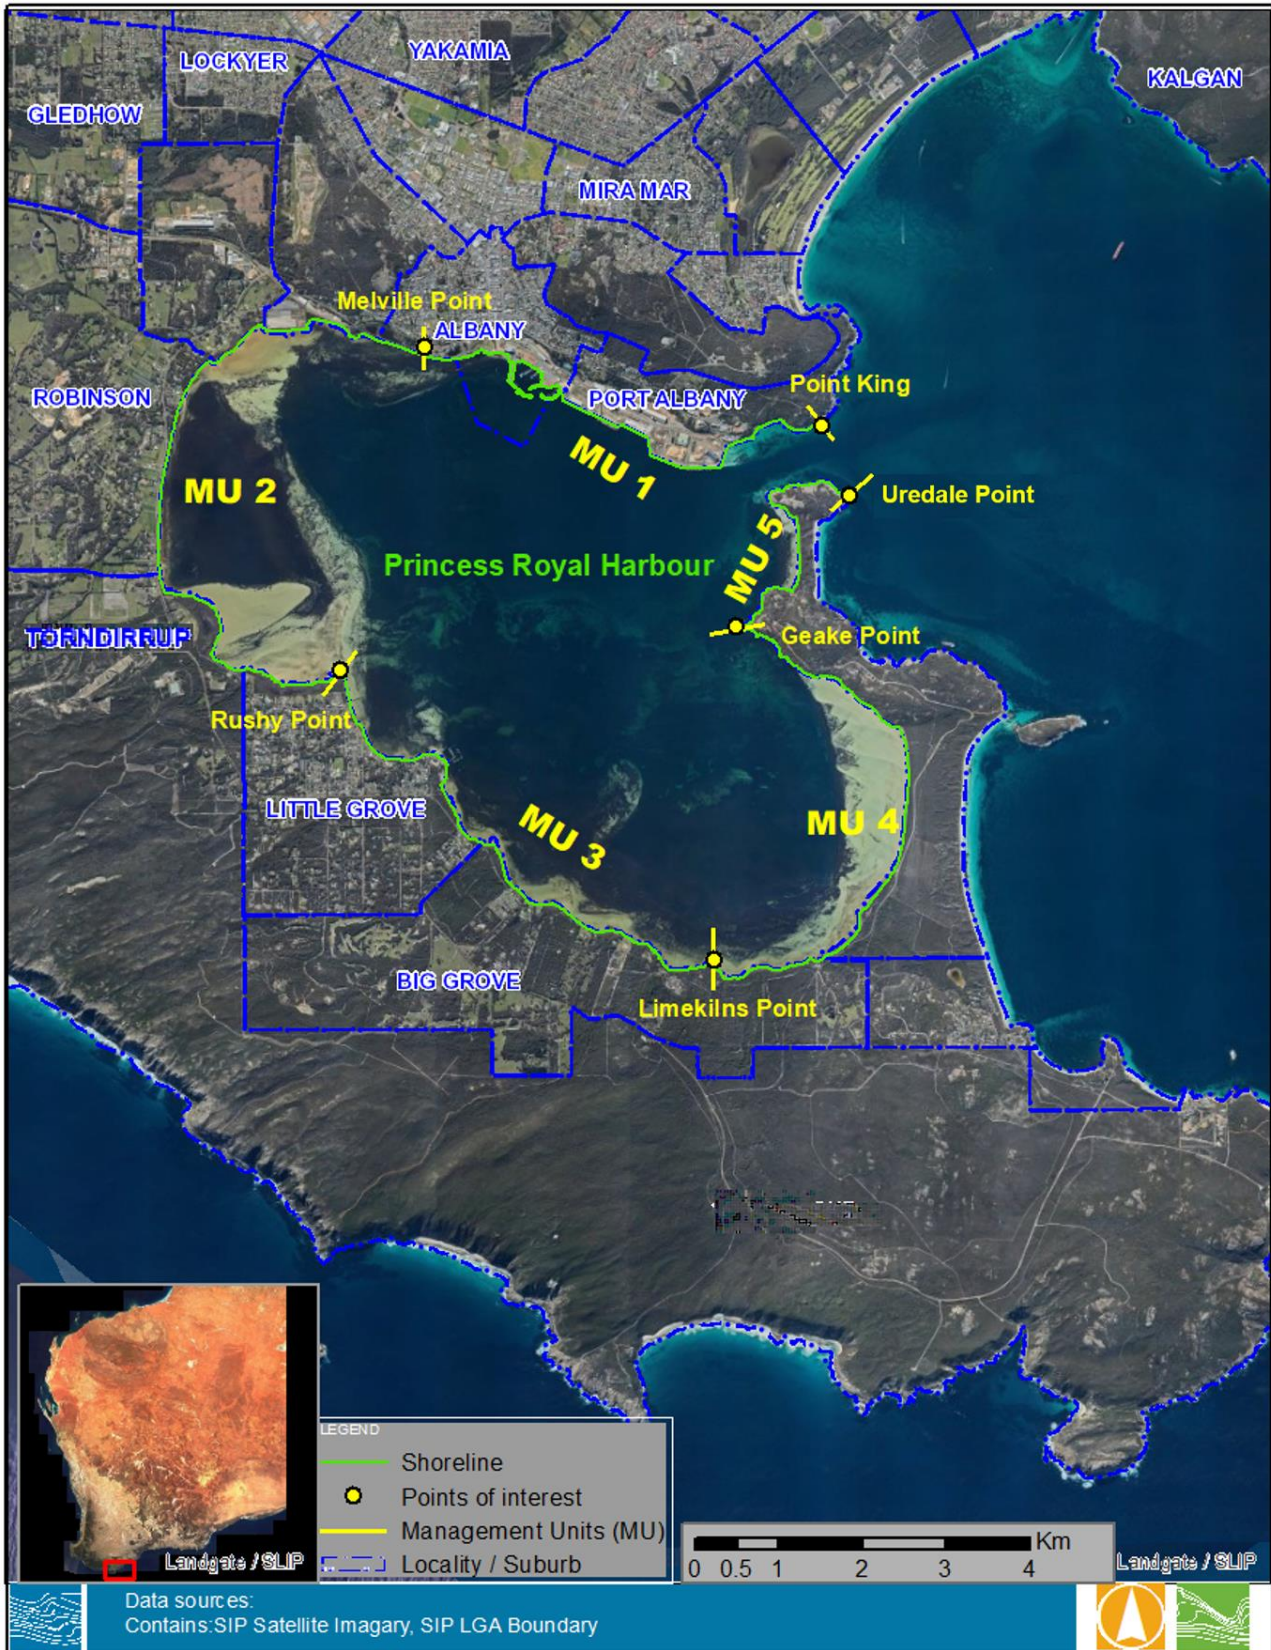 YAKAMIA
LOCKYER
KALGAN
GLEDHOW
MIRA MAR
Melville Point
ALBANY
Point King
ROBINSON
PORT ALBANY
MU 1
MU 2
Uredale Point
MU 5
Princess Royal Harbour
TORNDIRRUP
Geake Point
Rushy Point
LITTLE GROVE
MU 3
MU 4
BIG GROVE
Limekilns Point
Landgate / SLIP
LEGEND
Shoreline
Points of interest
Management Units (MU)
Locality / Suburb
Km
0 0.5 1 2 3 4
Landgate / SLIP
Data sources:
Contains:SIP Satellite Imagary, SIP LGA Boundary